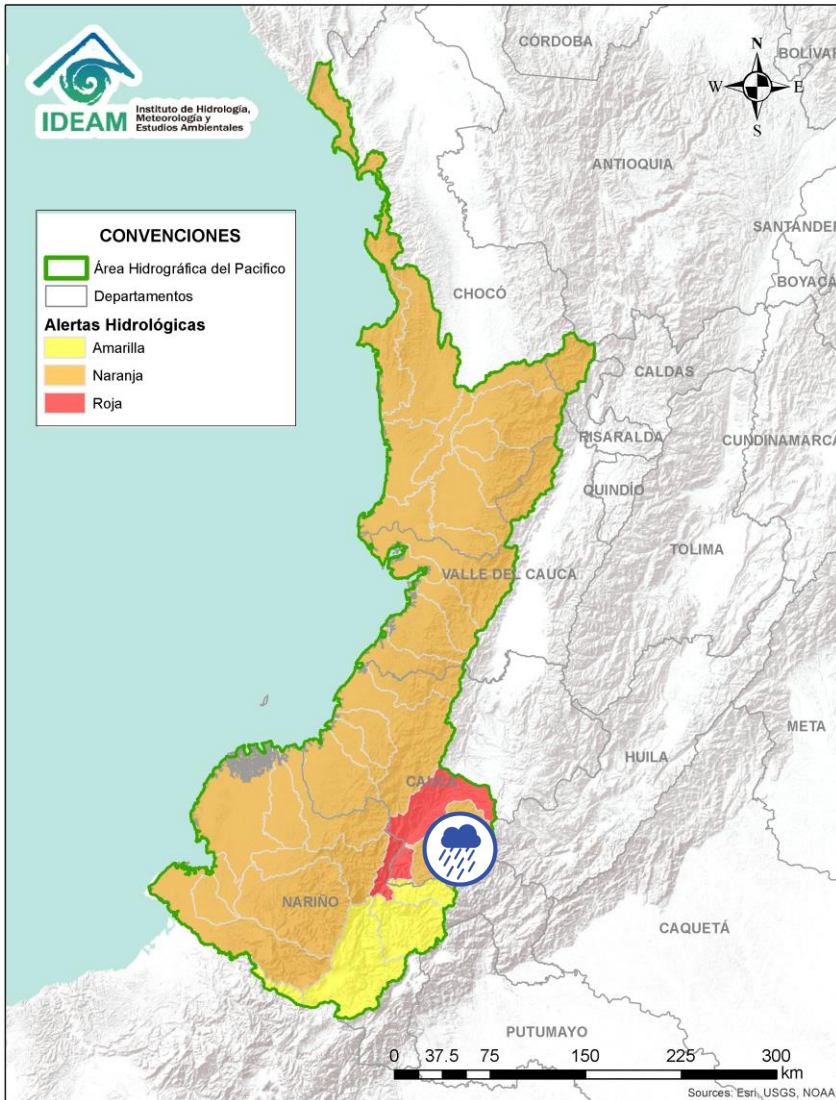 IDEAM
Instituto de Hidrología,
Meteorología y
Estudios Ambientales
CONVENCIONES
Área Hidrográfica del Pacifico
Departamentos
Alertas Hidrológicas
Amarilla
Naranja
Roja
N
W
E
S
CÓRDOBA
BOLÍVAR
ANTIOQUIA
SANTANDER
BOYACÁ
CHOCÓ
CALDAS
RISARALDA
CUNDINAMARCA
QUINDÍO
TOLIMA
VALLE DEL CAUCA
META
HUILA
CAUCA
NARIÑO
CAQUETÁ
PUTUMAYO
0 37.5 75 150 225 300
km
Sources: Esri, USGS, NOAA